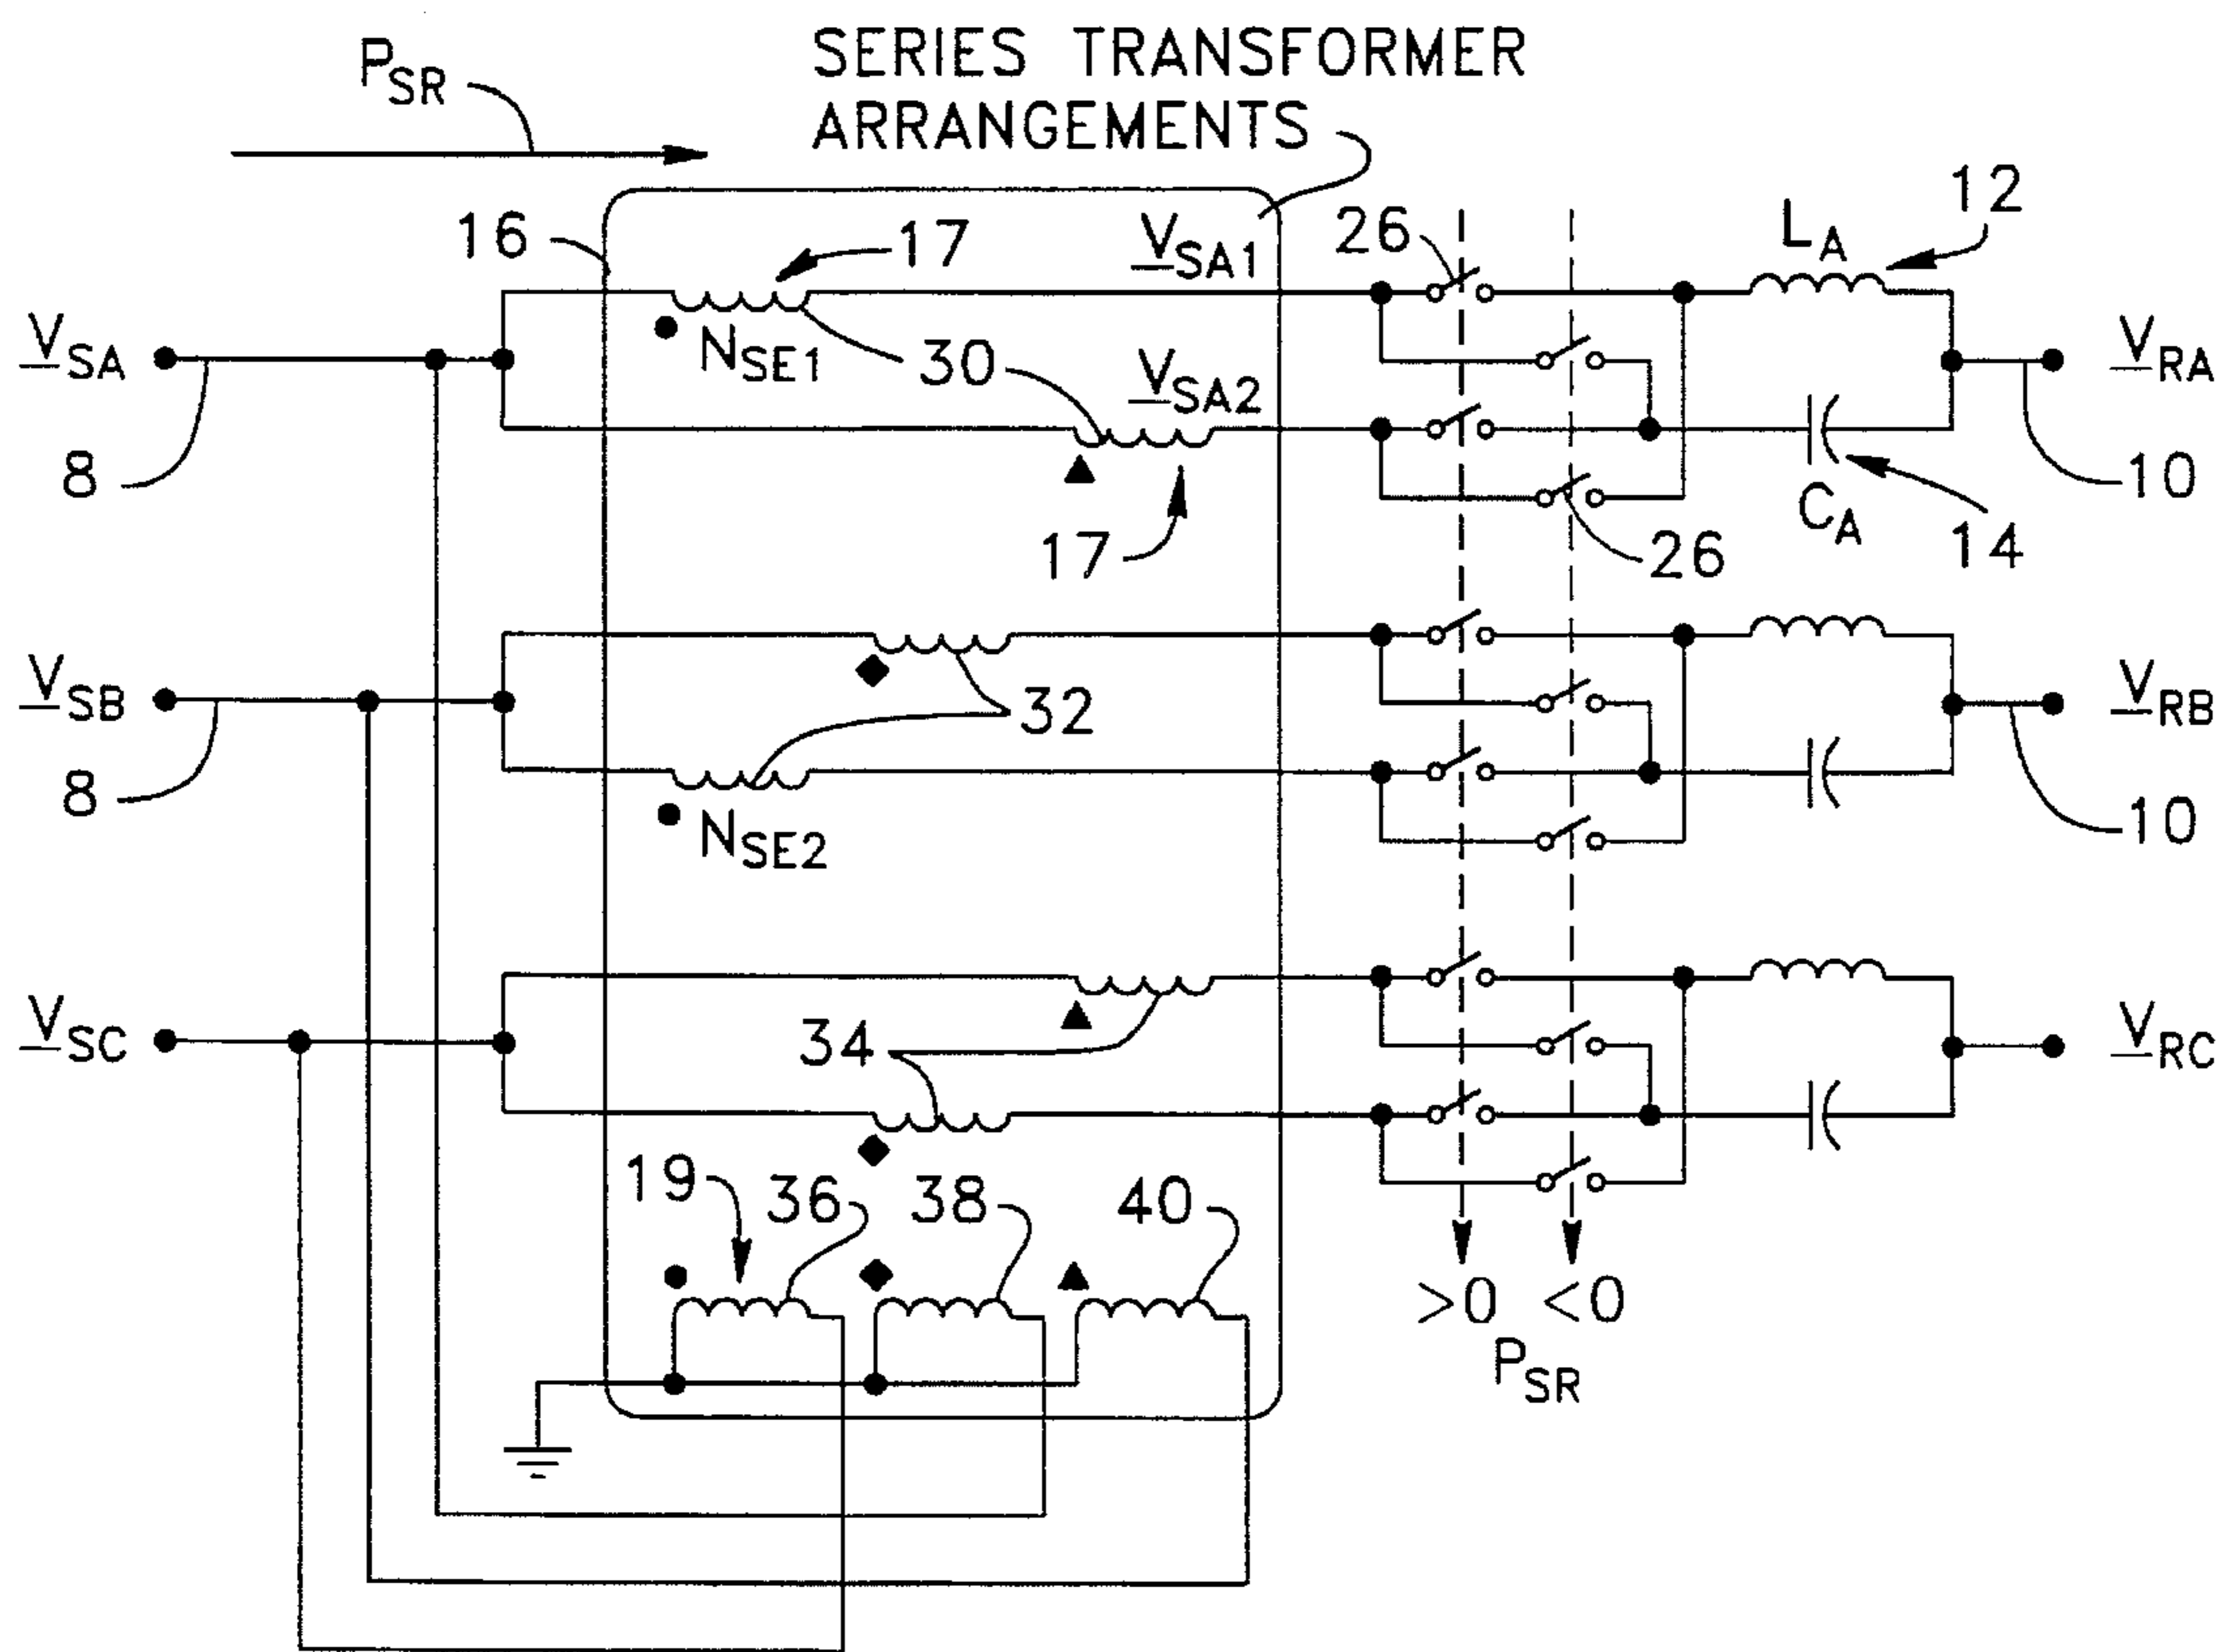 SERIES TRANSFORMER
ARRANGEMENTS
PSR
12
16
17
VSA1
26
LA
VSA
NSE1
30
VSA2
VRA
8
17
26
CA
14
10
VSB
32
VRB
8
NSE2
10
VSC
34
VRC
19
36
38
40
>0 <0
PSR